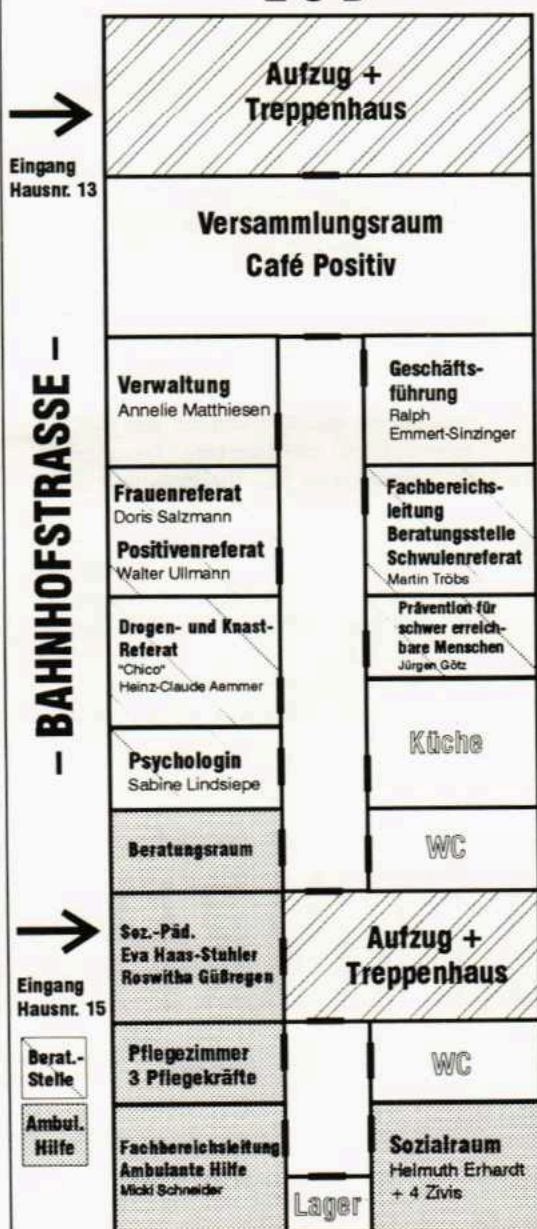 Aufzug +
Treppenhaus
Eingang
Hausnr. 13
Versammlungsraum
Café Positiv
– BAHNHOFSTRASSE –
Verwaltung
Annelie Matthiesen
Geschäfts-
führung
Ralph
Emmert-Sinzinger
Frauenreferat
Doris Salzmann
Positivenreferat
Walter Ullmann
Fachbereichs-
leitung
Beratungsstelle
Schwulenreferat
Martin Tröbs
Drogen- und Knast-
Referat
"Chico"
Heinz-Claude Aemmer
Prävention für
schwer erreich-
bare Menschen
Jürgen Götz
Küche
Psychologin
Sabine Lindsiepe
Beratungsraum
WC
Soz.-Päd.
Eva Haas-Stuhler
Roswitha Güßregen
Aufzug +
Treppenhaus
Eingang
Hausnr. 15
Berat.-
Stelle
Ambul.
Hilfe
Pflegezimmer
3 Pflegekräfte
WC
Fachbereichsleitung
Ambulante Hilfe
Micki Schneider
Lager
Sozialraum
Helmuth Erhardt
+ 4 Zivis